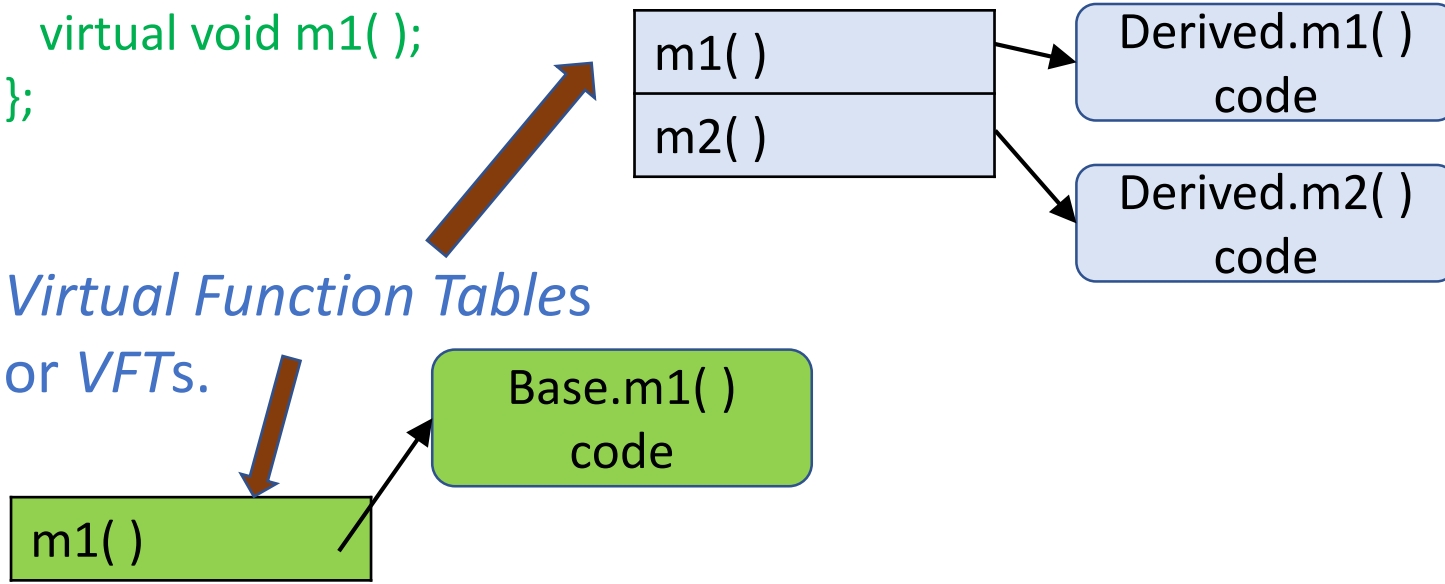 virtual void m1( );
};
m1( )
m2( )
Derived.m1( )
code
Derived.m2( )
code
Virtual Function Tables
or VFTs.
Base.m1( )
code
m1( )